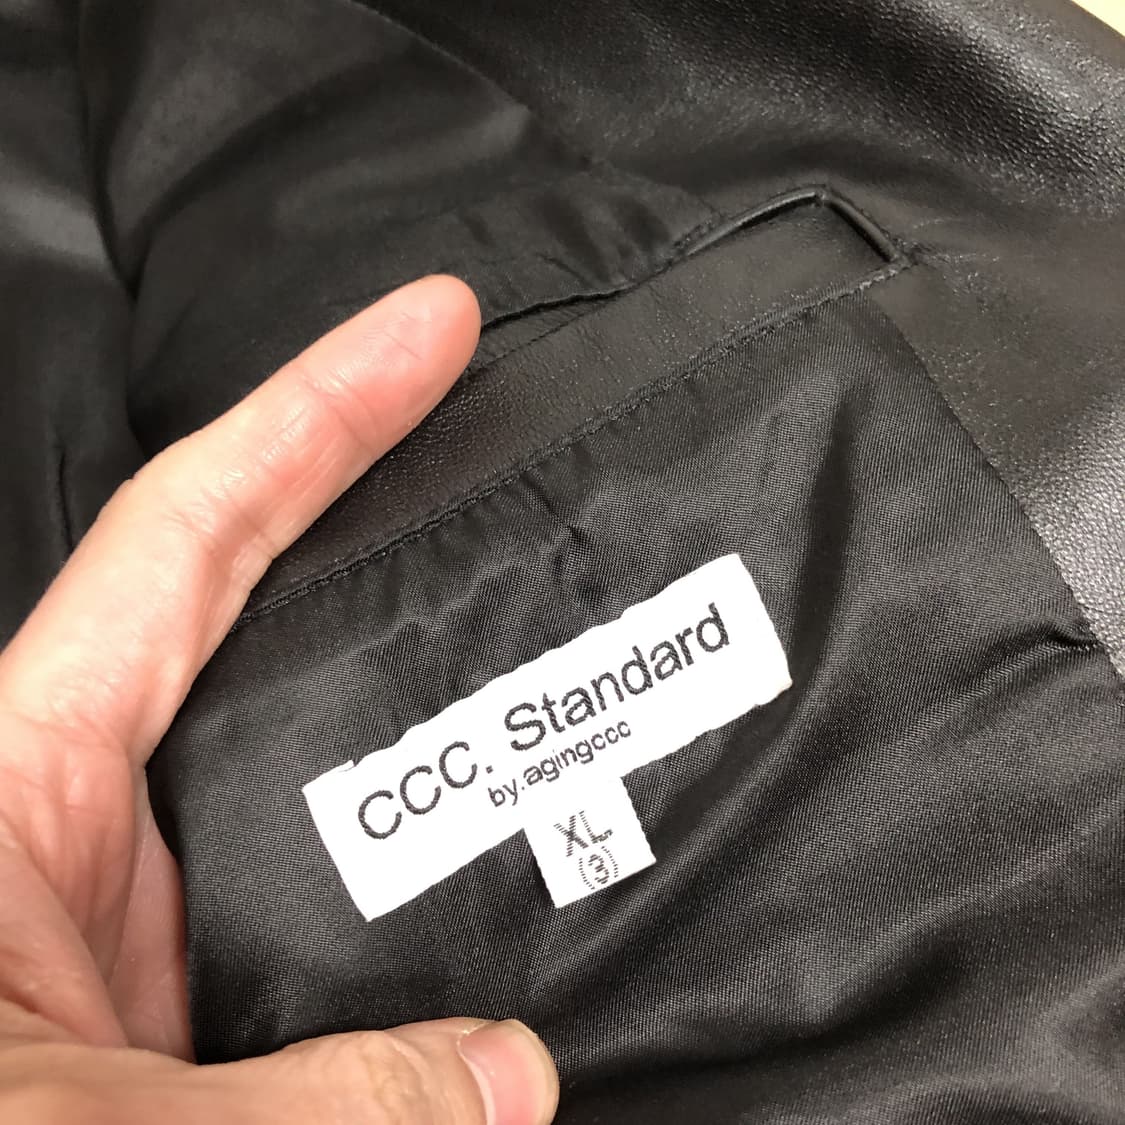 CCC. Standard
by.agingccc
XL
(3)